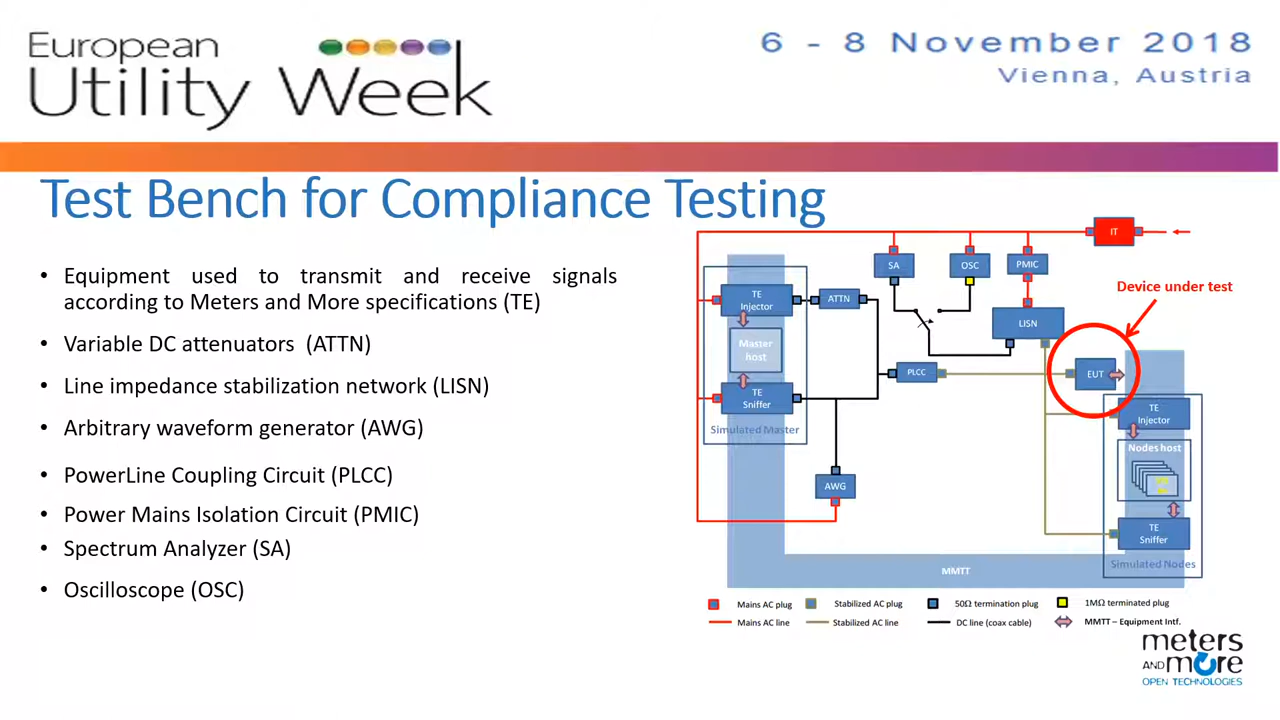 European
Utility Week
6 - 8 November 2018
Vienna, Austria
Test Bench for Compliance Testing
• Equipment used to transmit and receive signals
according to Meters and More specifications (TE)
• Variable DC attenuators (ATTN)
• Line impedance stabilization network (LISN)
• Arbitrary waveform generator (AWG)
• PowerLine Coupling Circuit (PLCC)
• Power Mains Isolation Circuit (PMIC)
• Spectrum Analyzer (SA)
• Oscilloscope (OSC)
IT
SA
OSC
PMIC
Device under test
TE
Injector
ATTN
LISN
Master
host
PLCC
EUT
TE
Sniffer
Simulated Master
TE
Injector
Nodes host
AWG
TE
Sniffer
Simulated Nodes
MMTT
Mains AC plug
Stabilized AC plug
50Ω termination plug
1MΩ terminated plug
Mains AC line
Stabilized AC line
DC line (coax cable)
MMTT – Equipment Intf.
meters
AND more
OPEN TECHNOLOGIES